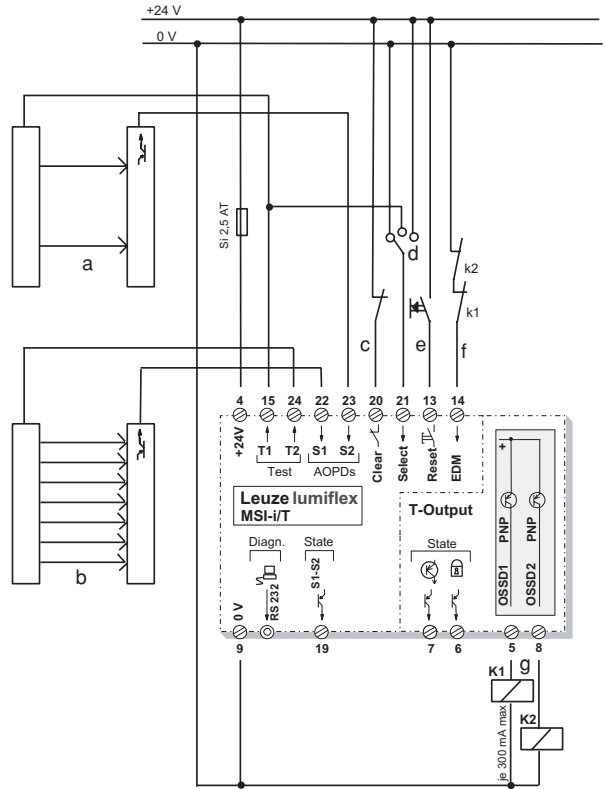 +24 V
0 V
Si 2,5 AT
a
d
k2
k1
c
e
f
b
4 15 24 22 23 20 21 13 14
+24V
T1 T2 S1 S2
Test AOPDs
Clear
Select
Reset
EDM
+
Leuze lumiflex
MSI-i/T
T-Output
Diagn. State
State
RS 232
S1-S2
PNP
PNP
OSSD1
OSSD2
0 V
9 19 7 6 5 8
g
K1
K2
je 300 mA max